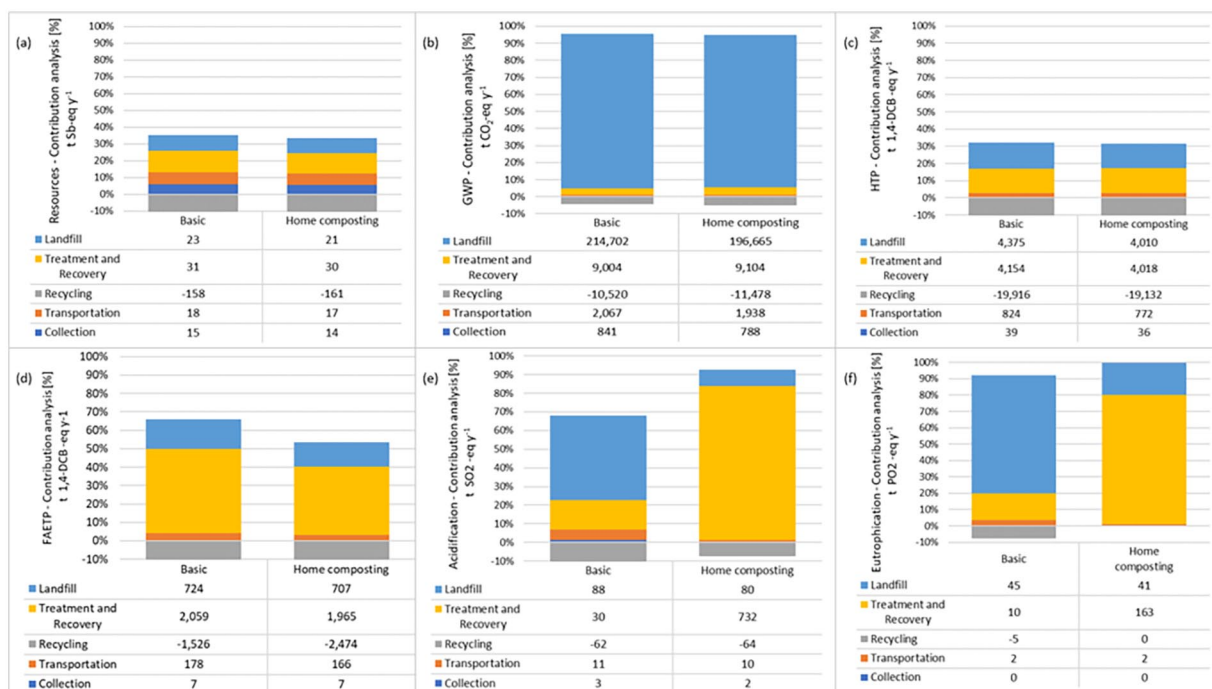 (a)
Resources - Contribution analysis [%]
t Sb-eq y-1
100%
90%
80%
70%
60%
50%
40%
30%
20%
10%
0%
-10%
Basic Home composting
Landfill 23 21
Treatment and Recovery 31 30
Recycling -158 -161
Transportation 18 17
Collection 15 14
(b)
GWP - Contribution analysis [%]
t CO2-eq y-1
100%
90%
80%
70%
60%
50%
40%
30%
20%
10%
0%
-10%
Basic Home composting
Landfill 214,702 196,665
Treatment and Recovery 9,004 9,104
Recycling -10,520 -11,478
Transportation 2,067 1,938
Collection 841 788
(c)
HTP - Contribution analysis [%]
t 1,4-DCB -eq y-1
100%
90%
80%
70%
60%
50%
40%
30%
20%
10%
0%
-10%
Basic Home composting
Landfill 4,375 4,010
Treatment and Recovery 4,154 4,018
Recycling -19,916 -19,132
Transportation 824 772
Collection 39 36
(d)
FAETP - Contribution analysis [%]
t 1,4-DCB -eq y-1
100%
90%
80%
70%
60%
50%
40%
30%
20%
10%
0%
-10%
Basic Home composting
Landfill 724 707
Treatment and Recovery 2,059 1,965
Recycling -1,526 -2,474
Transportation 178 166
Collection 7 7
(e)
Acidification - Contribution analysis [%]
t SO2 -eq y-1
100%
90%
80%
70%
60%
50%
40%
30%
20%
10%
0%
-10%
Basic Home composting
Landfill 88 80
Treatment and Recovery 30 732
Recycling -62 -64
Transportation 11 10
Collection 3 2
(f)
Eutrophication - Contribution analysis [%]
t PO2 -eq y-1
100%
90%
80%
70%
60%
50%
40%
30%
20%
10%
0%
-10%
Basic Home composting
Landfill 45 41
Treatment and Recovery 10 163
Recycling -5 0
Transportation 2 2
Collection 0 0